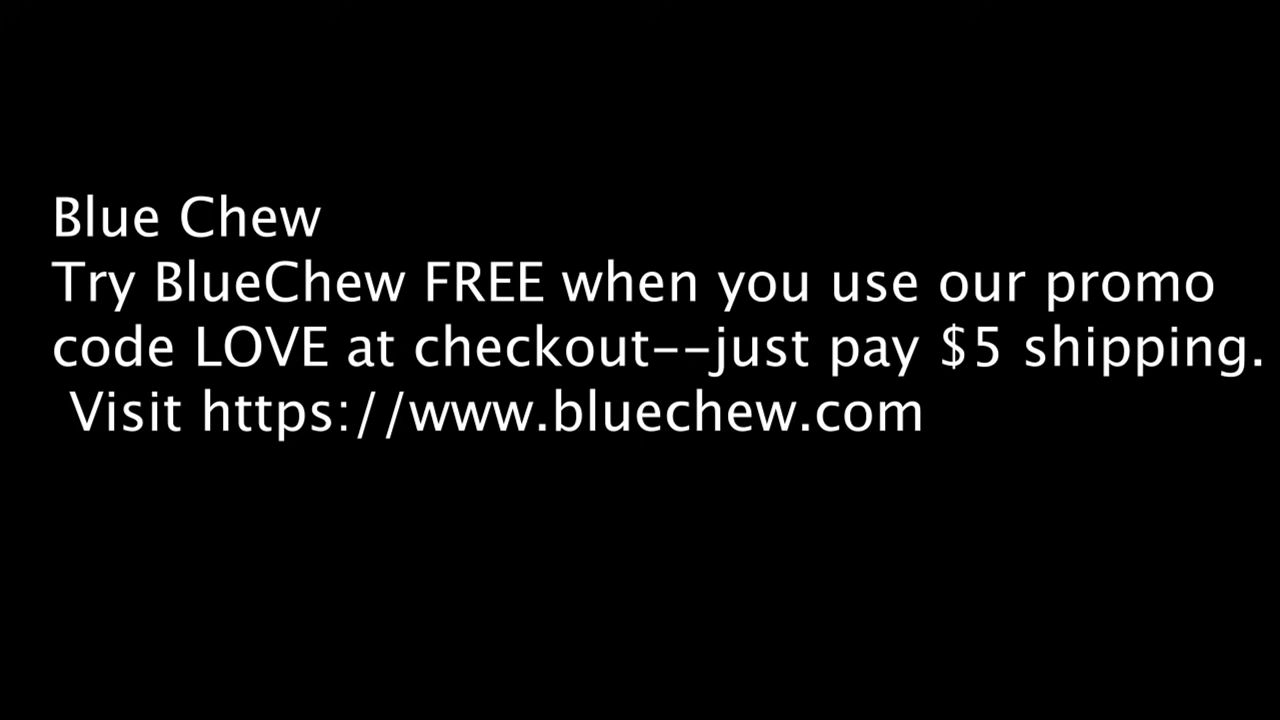 Blue Chew
Try BlueChew FREE when you use our promo
code LOVE at checkout--just pay $5 shipping.
Visit https://www.bluechew.com